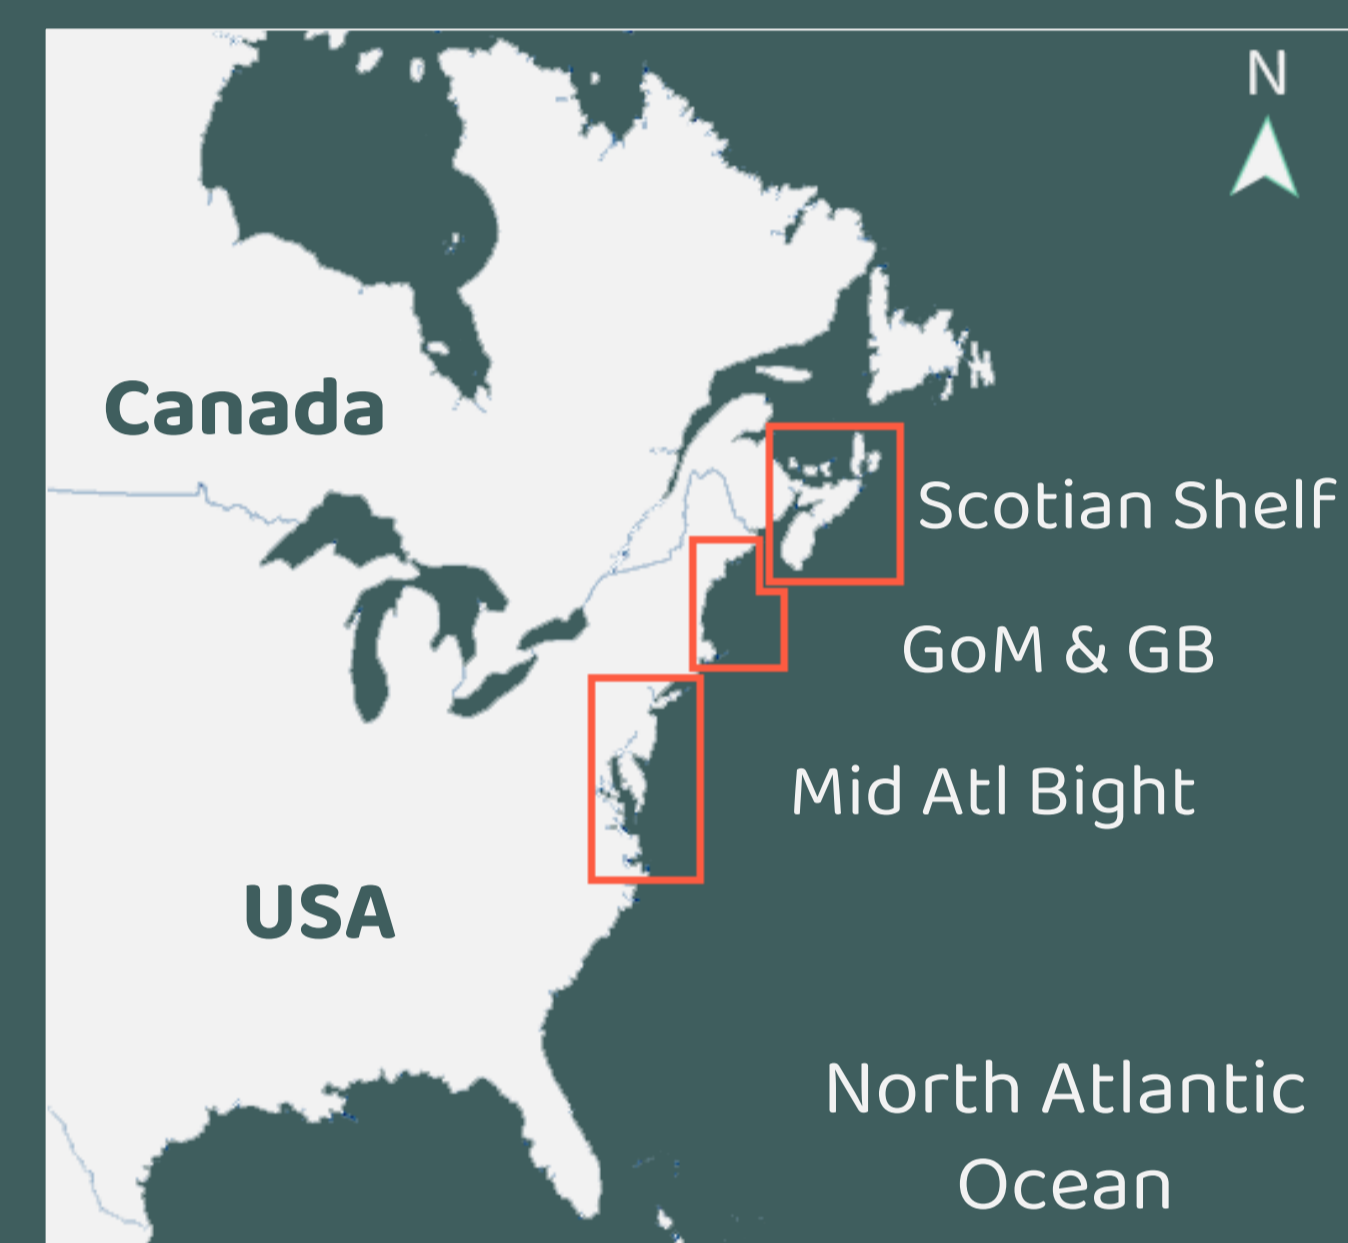 N
Canada
Scotian Shelf
GoM & GB
Mid Atl Bight
USA
North Atlantic
Ocean